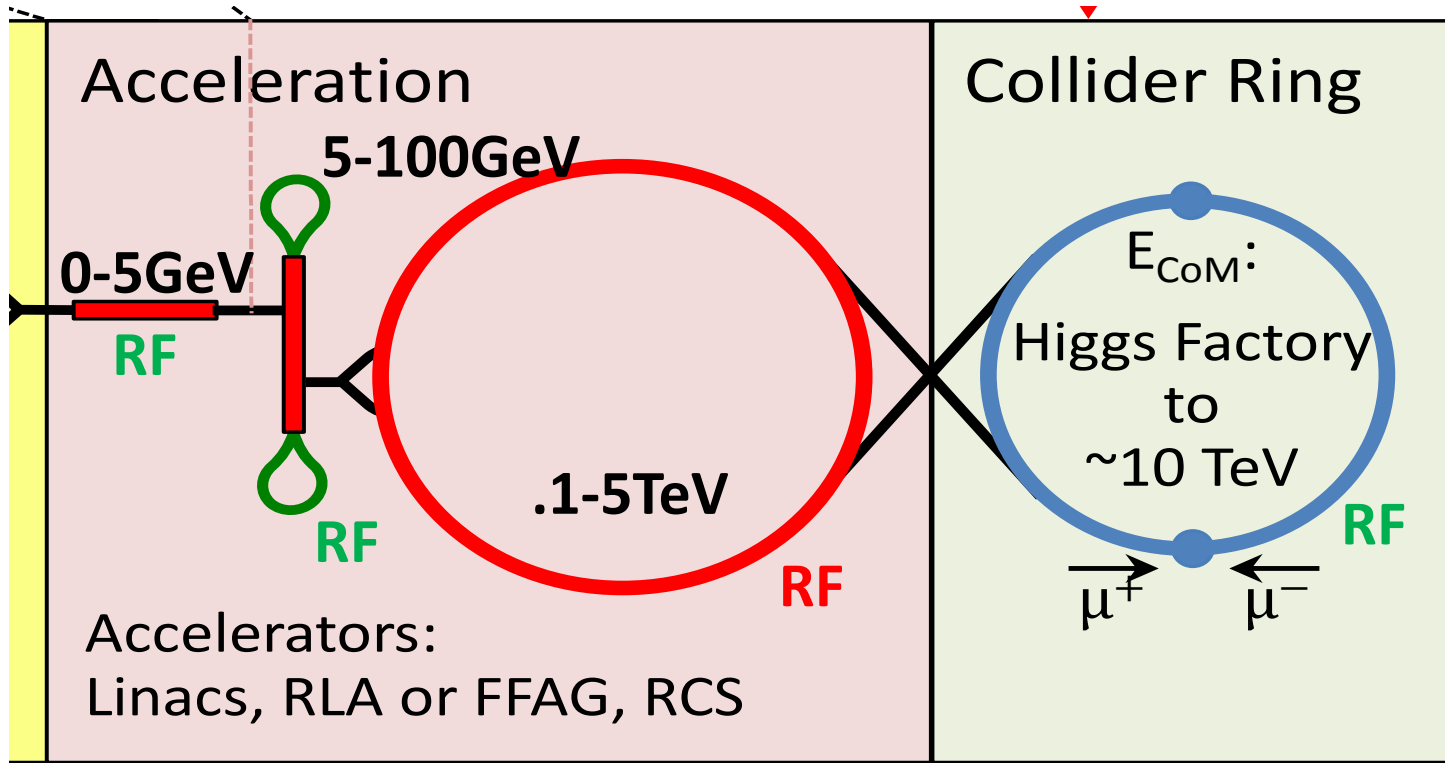 Acceleration
5-100GeV
0-5GeV
RF
RF
.1-5TeV
RF
Accelerators:
Linacs, RLA or FFAG, RCS
Collider Ring
ECoM:
Higgs Factory
to
~10 TeV
RF
μ+ μ−